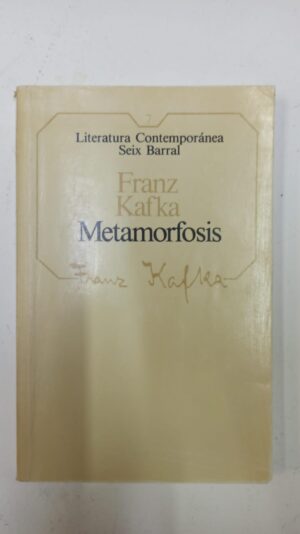 7
Literatura Contemporánea
Seix Barral
Franz
Kafka
Metamorfosis
Franz Kafka